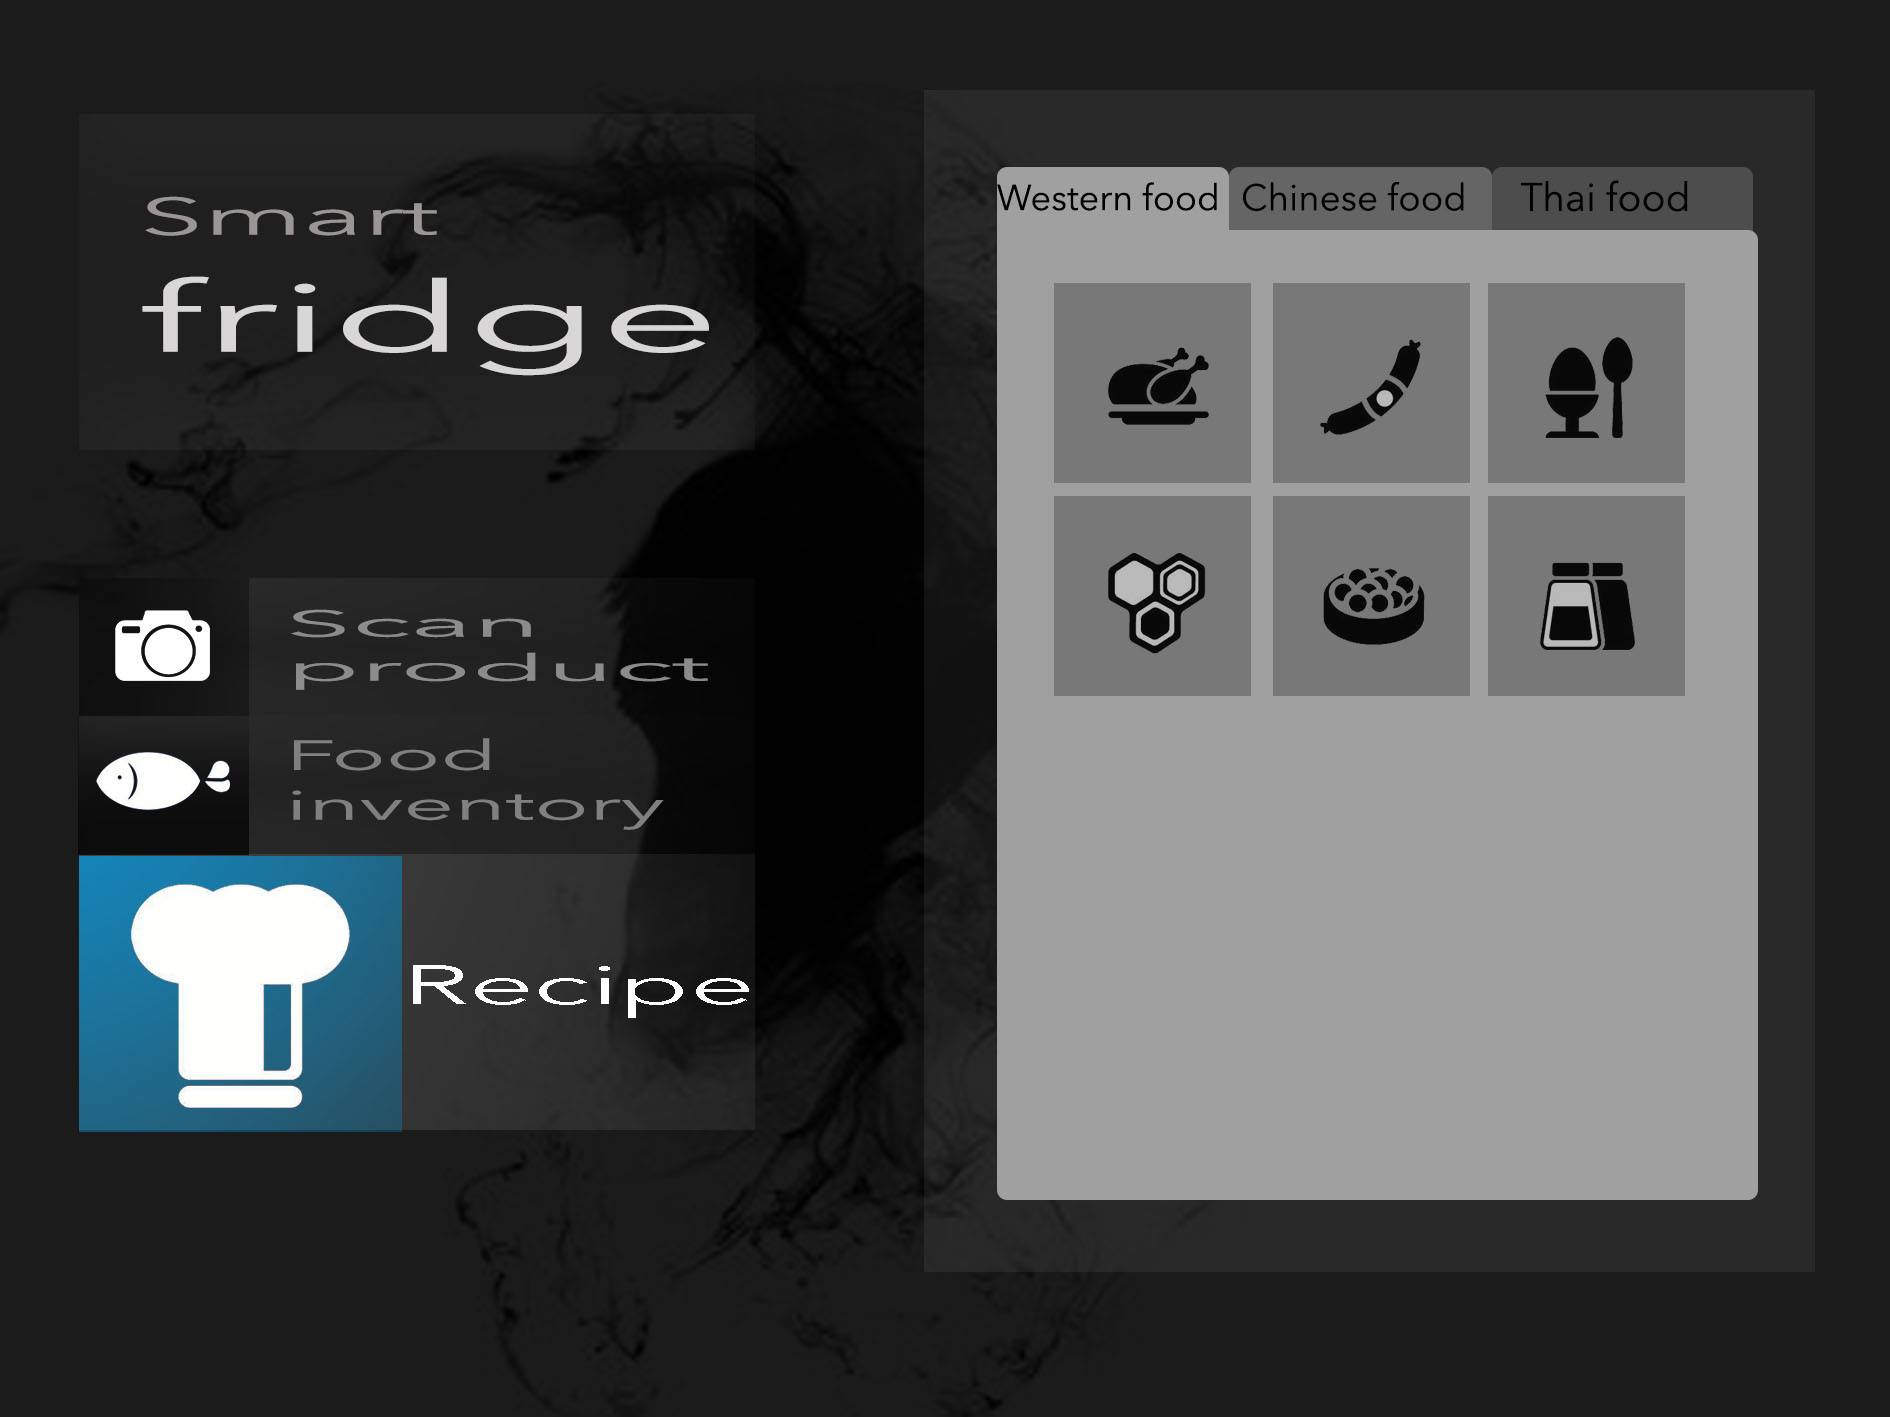 Smart
fridge
Scan
product
Food
inventory
Recipe
Western food
Chinese food
Thai food